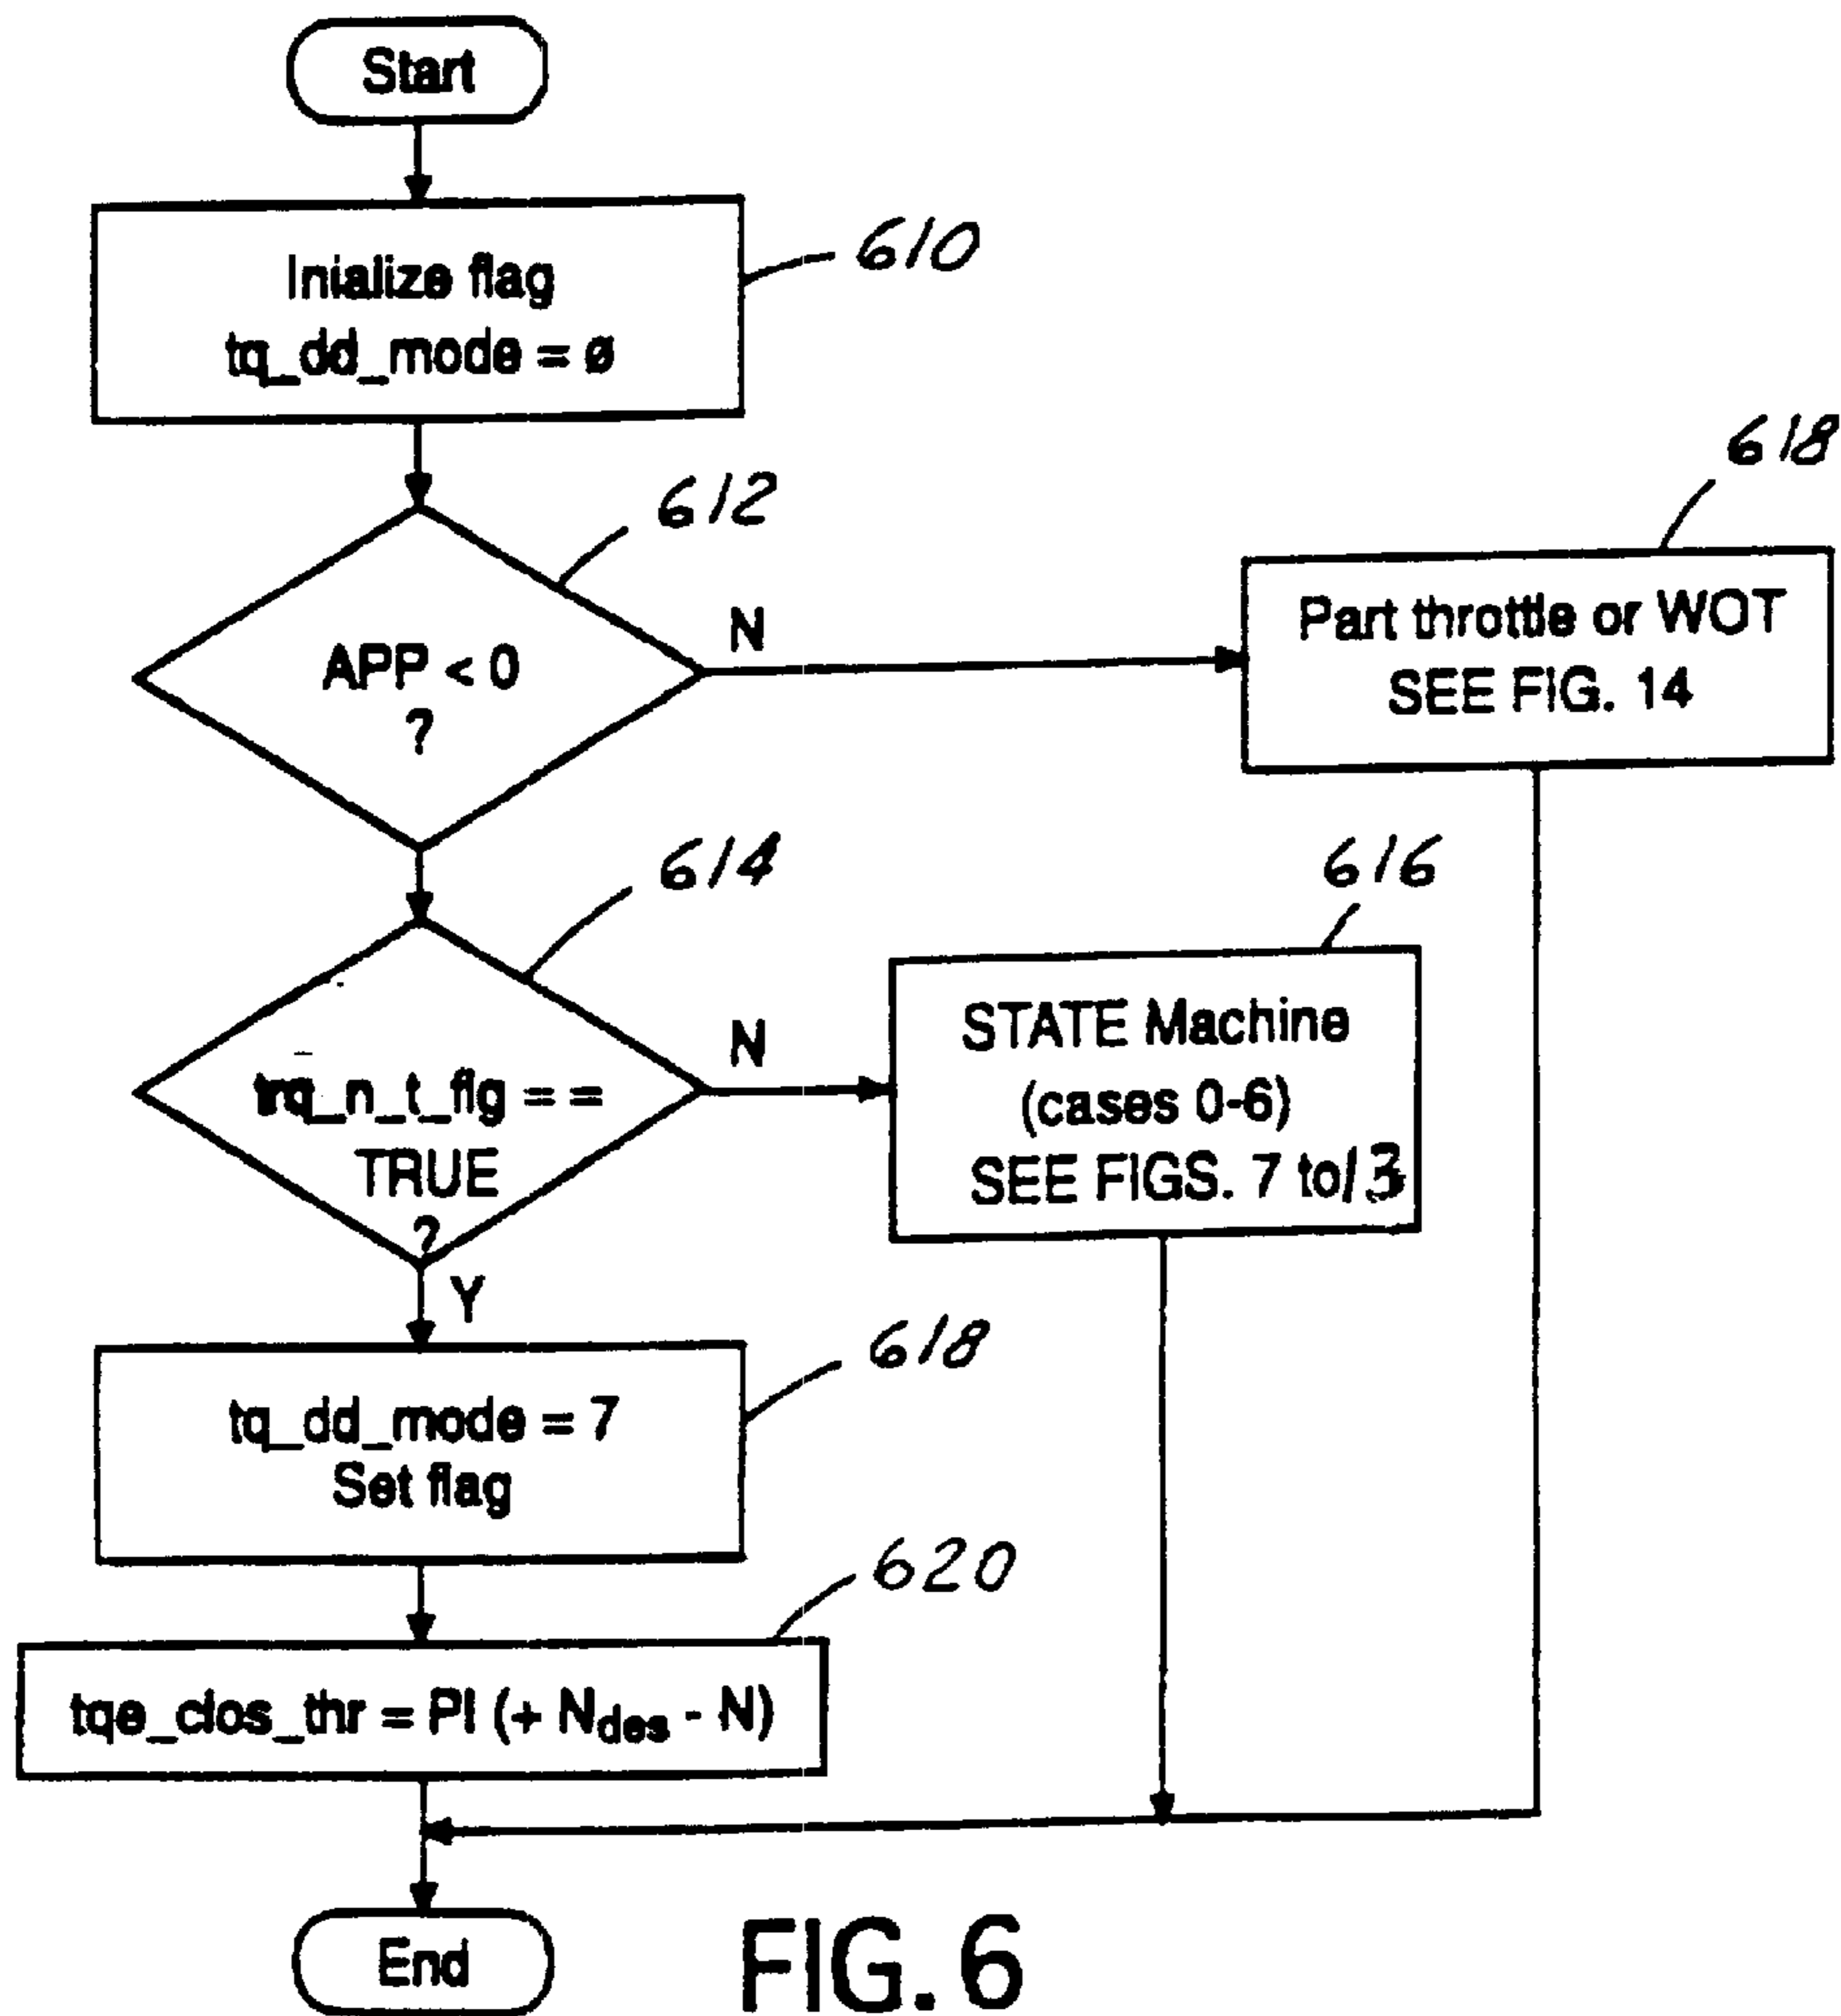 Start
Inialize flag
tq_dd_mode = ø
610
612
APP < 0
?
N
618
Part throttle or WOT
SEE FIG. 14
614
_n_t_flg = =
TRUE
?
N
616
STATE Machine
(cases 0-6)
SEE FIGS. 7 to 13
Y
618
tq_dd_mode = 7
Set flag
620
tqe_clos_thr = PI (+ Ndes - N)
End
FIG. 6